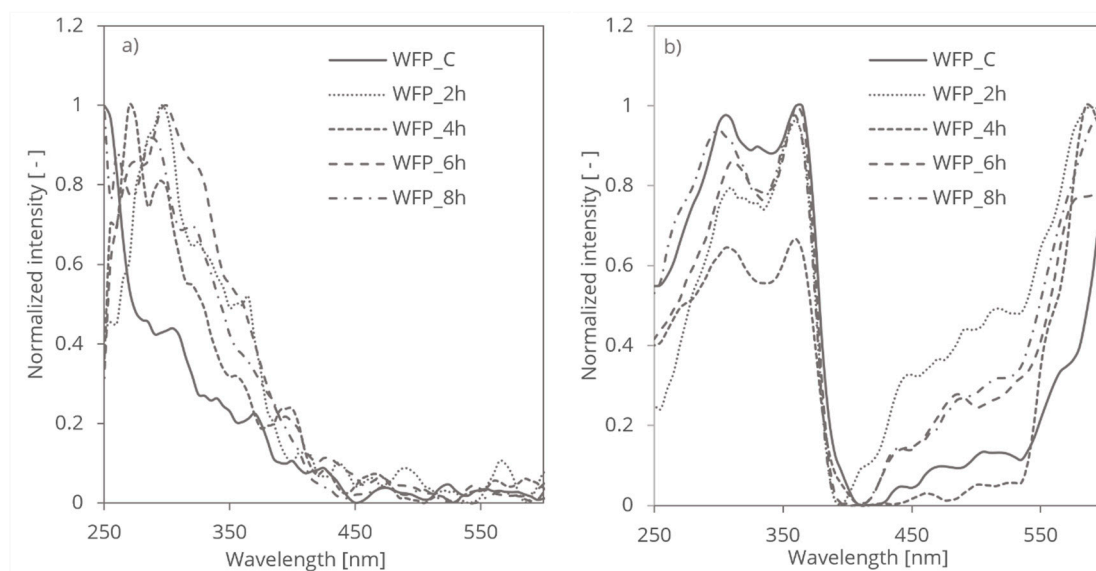 a)
1.2
1
0.8
0.6
0.4
0.2
0
Normalized intensity [ - ]
250
350
450
550
Wavelength [nm]
WFP_C
WFP_2h
WFP_4h
WFP_6h
WFP_8h
b)
1.2
1
0.8
0.6
0.4
0.2
0
Normalized intensity [ - ]
250
350
450
550
Wavelength [nm]
WFP_C
WFP_2h
WFP_4h
WFP_6h
WFP_8h